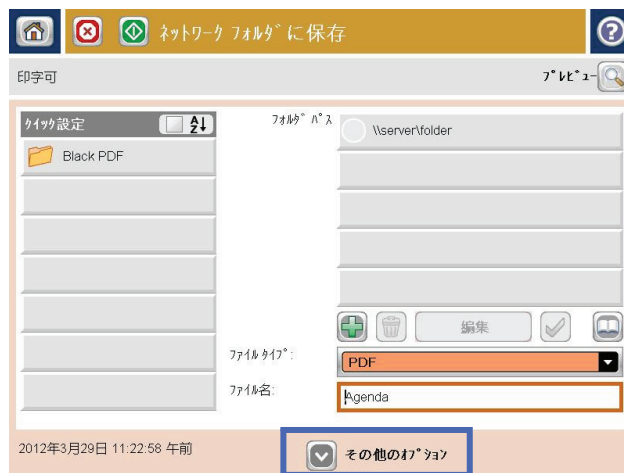 ﾈｯﾄﾜｰｸ ﾌｫﾙﾀﾞに保存
印字可
ﾌﾟﾚﾋﾞｭｰ
ｸｲｯｸ設定
Black PDF
ﾌｫﾙﾀﾞ ﾊﾟｽ
\\server\folder
編集
ﾌｧｲﾙ ﾀｲﾌﾟ:
PDF
ﾌｧｲﾙ名:
Agenda
2012年3月29日 11:22:58 午前
その他のｵﾌﾟｼｮﾝ